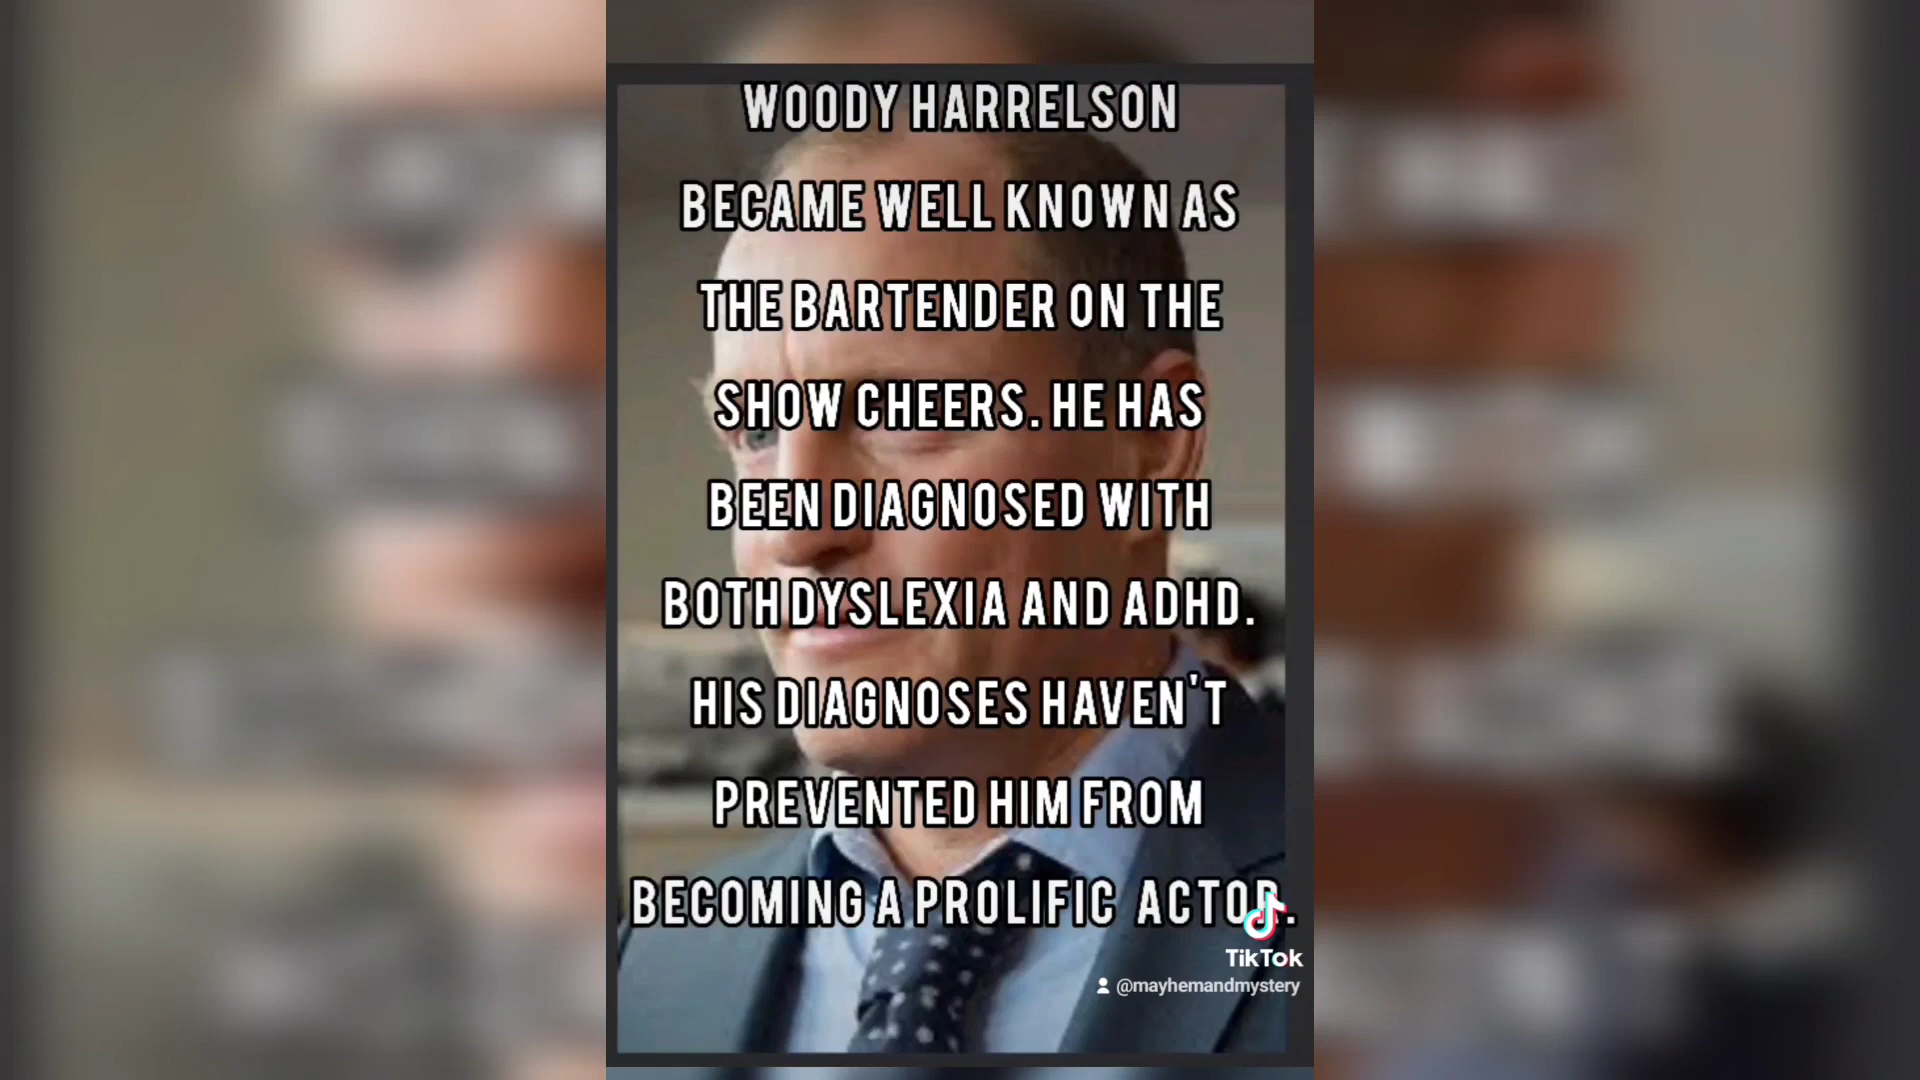 WOODY HARRELSON
BECAME WELL KNOWN AS
THE BARTENDER ON THE
SHOW CHEERS. HE HAS
BEEN DIAGNOSED WITH
BOTH DYSLEXIA AND ADHD.
HIS DIAGNOSES HAVEN'T
PREVENTED HIM FROM
BECOMING A PROLIFIC ACTOR.
TikTok
@mayhemandmystery